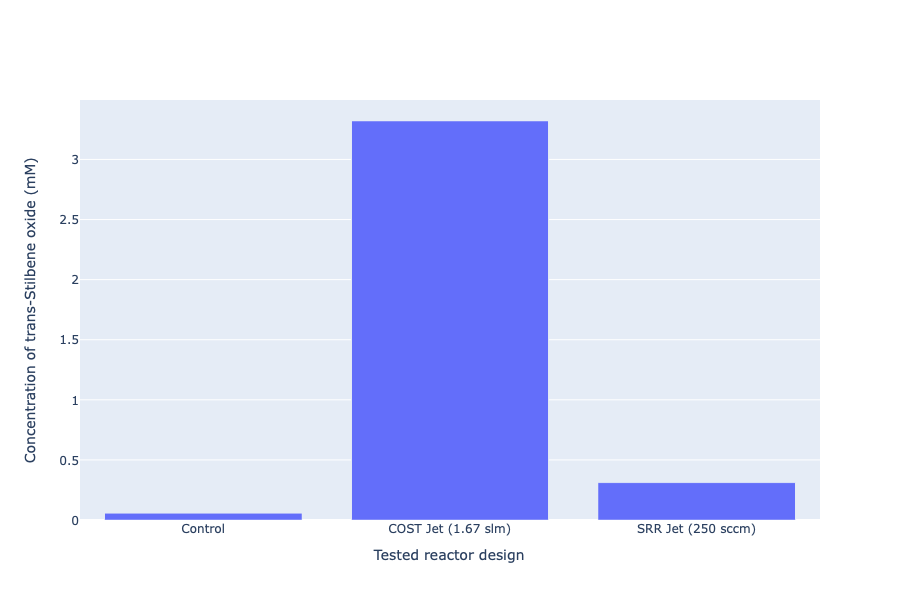 Concentration of trans-Stilbene oxide (mM)
3
2.5
2
1.5
1
0.5
0
Control
COST Jet (1.67 slm)
SRR Jet (250 sccm)
Tested reactor design